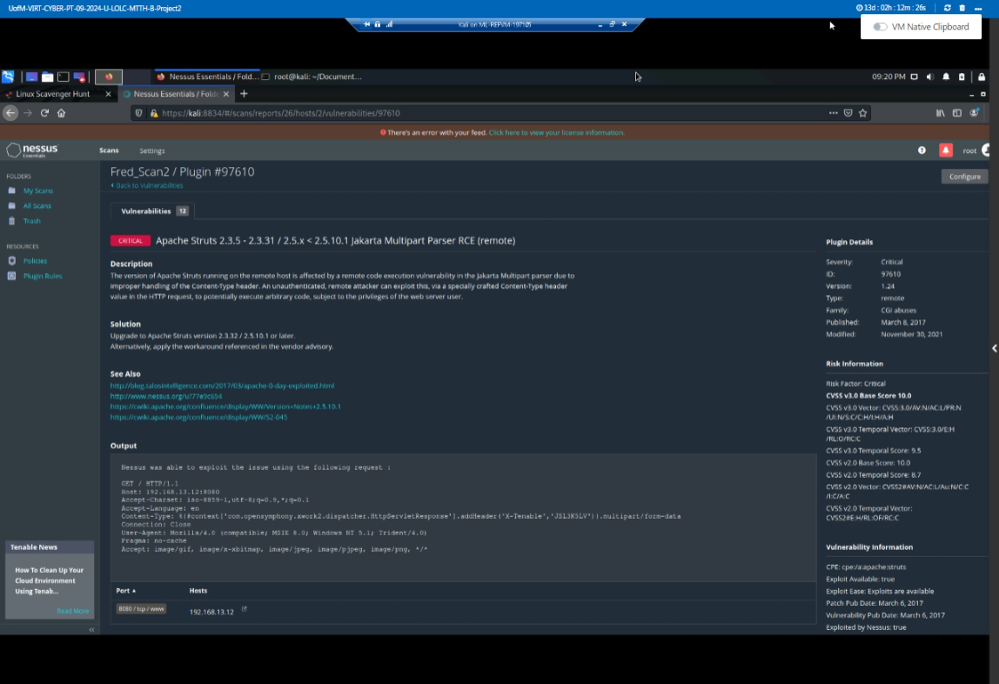 UofM-VIRT-CYBER-PT-09-2024-U-LOLC-MTTH-B-Project2
13d : 02h : 12m : 26s
VM Native Clipboard
Kali on ML-REFVM-197105
Nessus Essentials / Fold...
root@kali: ~/Document...
09:20 PM
Linux Scavenger Hunt
Nessus Essentials / Fold
https://kali:8834/#/scans/reports/26/hosts/2/vulnerabilities/97610
There's an error with your feed. Click here to view your license information.
nessus
Essentials
Scans
Settings
root
FOLDERS
My Scans
All Scans
Trash
RESOURCES
Policies
Plugin Rules
Fred_Scan2 / Plugin #97610
Back to Vulnerabilities
Configure
Vulnerabilities 12
CRITICAL Apache Struts 2.3.5 - 2.3.31 / 2.5.x < 2.5.10.1 Jakarta Multipart Parser RCE (remote)
Description
The version of Apache Struts running on the remote host is affected by a remote code execution vulnerability in the Jakarta Multipart parser due to
improper handling of the Content-Type header. An unauthenticated, remote attacker can exploit this, via a specially crafted Content-Type header
value in the HTTP request, to potentially execute arbitrary code, subject to the privileges of the web server user.
Solution
Upgrade to Apache Struts version 2.3.32 / 2.5.10.1 or later.
Alternatively, apply the workaround referenced in the vendor advisory.
See Also
http://blog.talosintelligence.com/2017/03/apache-0-day-exploited.html
http://www.nessus.org/u?77e9c654
https://cwiki.apache.org/confluence/display/WW/Version+Notes+2.5.10.1
https://cwiki.apache.org/confluence/display/WW/S2-045
Output
Nessus was able to exploit the issue using the following request :
GET / HTTP/1.1
Host: 192.168.13.12:8080
Accept-Charset: iso-8859-1,utf-8;q=0.9,*;q=0.1
Accept-Language: en
Content-Type: %{#context['com.opensymphony.xwork2.dispatcher.HttpServletResponse'].addHeader('X-Tenable','JSL3K5LV')}.multipart/form-data
Connection: Close
User-Agent: Mozilla/4.0 (compatible; MSIE 8.0; Windows NT 5.1; Trident/4.0)
Pragma: no-cache
Accept: image/gif, image/x-xbitmap, image/jpeg, image/pjpeg, image/png, */*
Port
Hosts
8080 / tcp / www
192.168.13.12
Plugin Details
Severity: Critical
ID: 97610
Version: 1.24
Type: remote
Family: CGI abuses
Published: March 8, 2017
Modified: November 30, 2021
Risk Information
Risk Factor: Critical
CVSS v3.0 Base Score 10.0
CVSS v3.0 Vector: CVSS:3.0/AV:N/AC:L/PR:N
/UI:N/S:C/C:H/I:H/A:H
CVSS v3.0 Temporal Vector: CVSS:3.0/E:H
/RL:O/RC:C
CVSS v3.0 Temporal Score: 9.5
CVSS v2.0 Base Score: 10.0
CVSS v2.0 Temporal Score: 8.7
CVSS v2.0 Vector: CVSS2#AV:N/AC:L/Au:N/C:C
/I:C/A:C
CVSS v2.0 Temporal Vector:
CVSS2#E:H/RL:OF/RC:C
Vulnerability Information
CPE: cpe:/a:apache:struts
Exploit Available: true
Exploit Ease: Exploits are available
Patch Pub Date: March 6, 2017
Vulnerability Pub Date: March 6, 2017
Exploited by Nessus: true
Tenable News
How To Clean Up Your
Cloud Environment
Using Tenab...
Read More